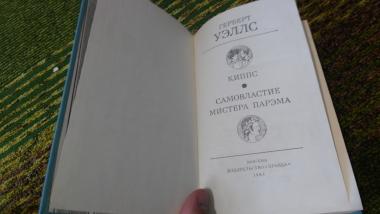 ГЕРБЕРТ
УЭЛЛС
КИППС
САМОВЛАСТИЕ
МИСТЕРА ПАРЭМА
МОСКВА
ИЗДАТЕЛЬСТВО «ПРАВДА»